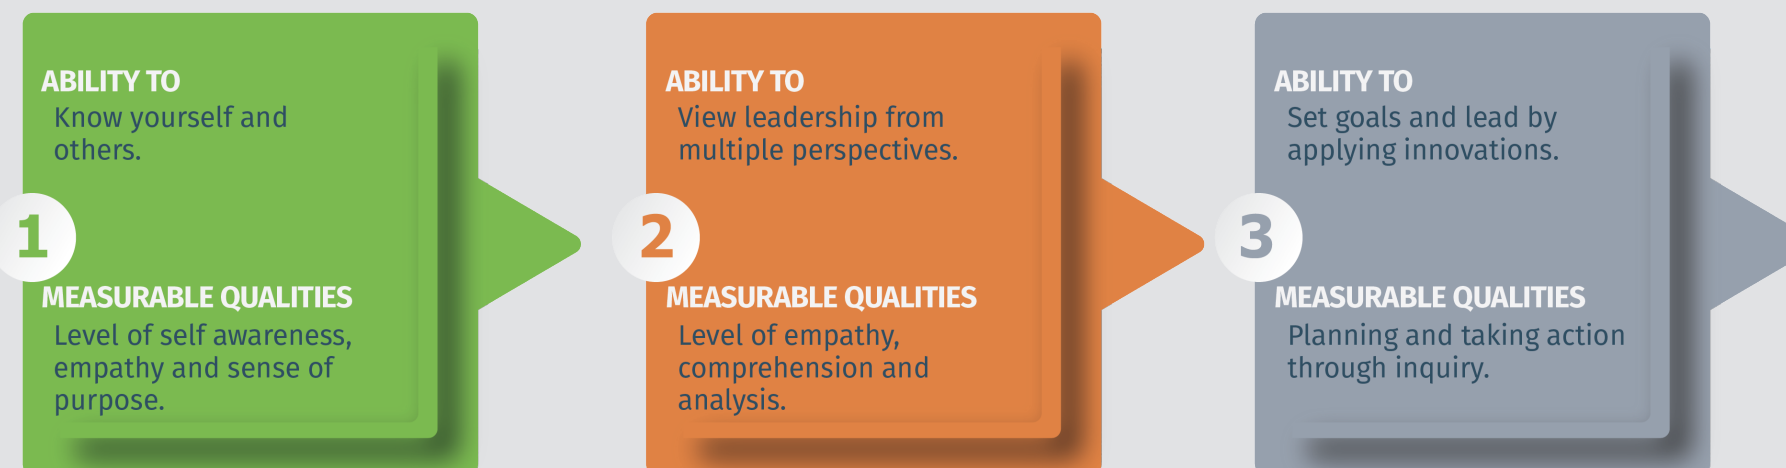 ABILITY TO
Know yourself and
others.
1
MEASURABLE QUALITIES
Level of self awareness,
empathy and sense of
purpose.
ABILITY TO
View leadership from
multiple perspectives.
2
MEASURABLE QUALITIES
Level of empathy,
comprehension and
analysis.
ABILITY TO
Set goals and lead by
applying innovations.
3
MEASURABLE QUALITIES
Planning and taking action
through inquiry.